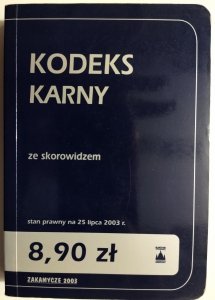 KODEKS
KARNY
ze skorowidzem
stan prawny na 25 lipca 2003 r.
8,90 zł
ZAKAMYCZE 2003